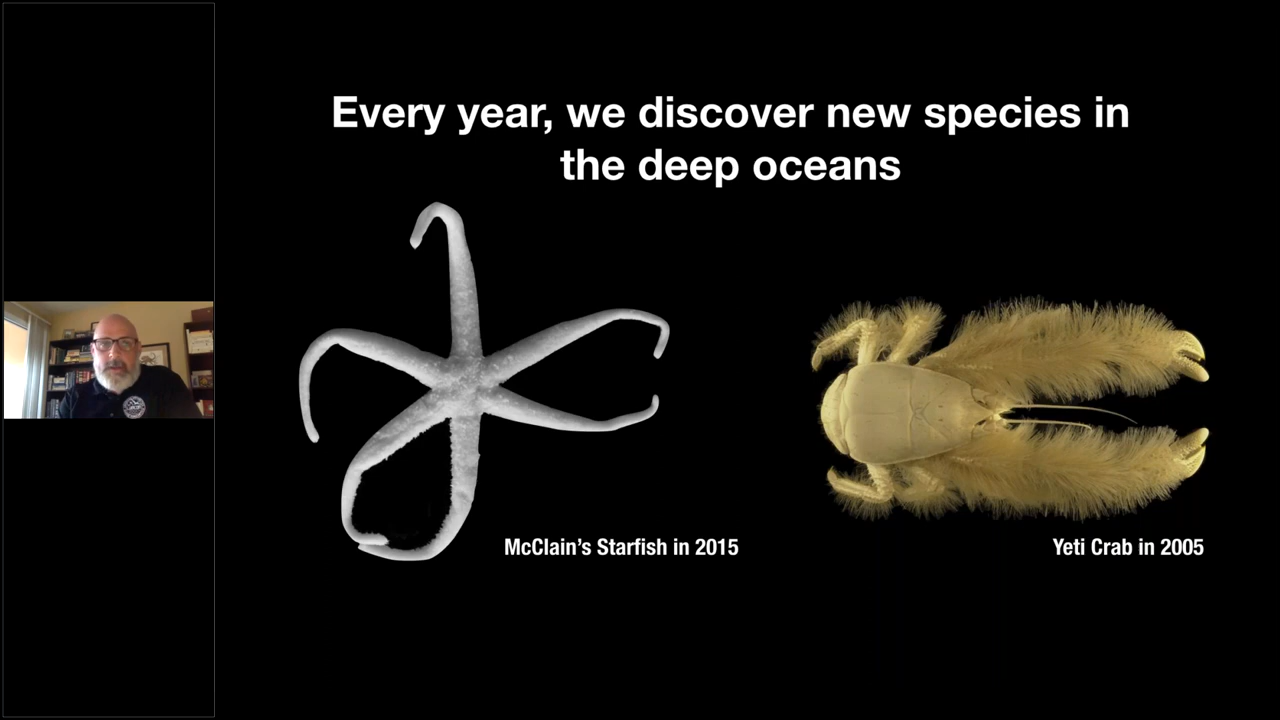 Every year, we discover new species in
the deep oceans
McClain's Starfish in 2015
Yeti Crab in 2005